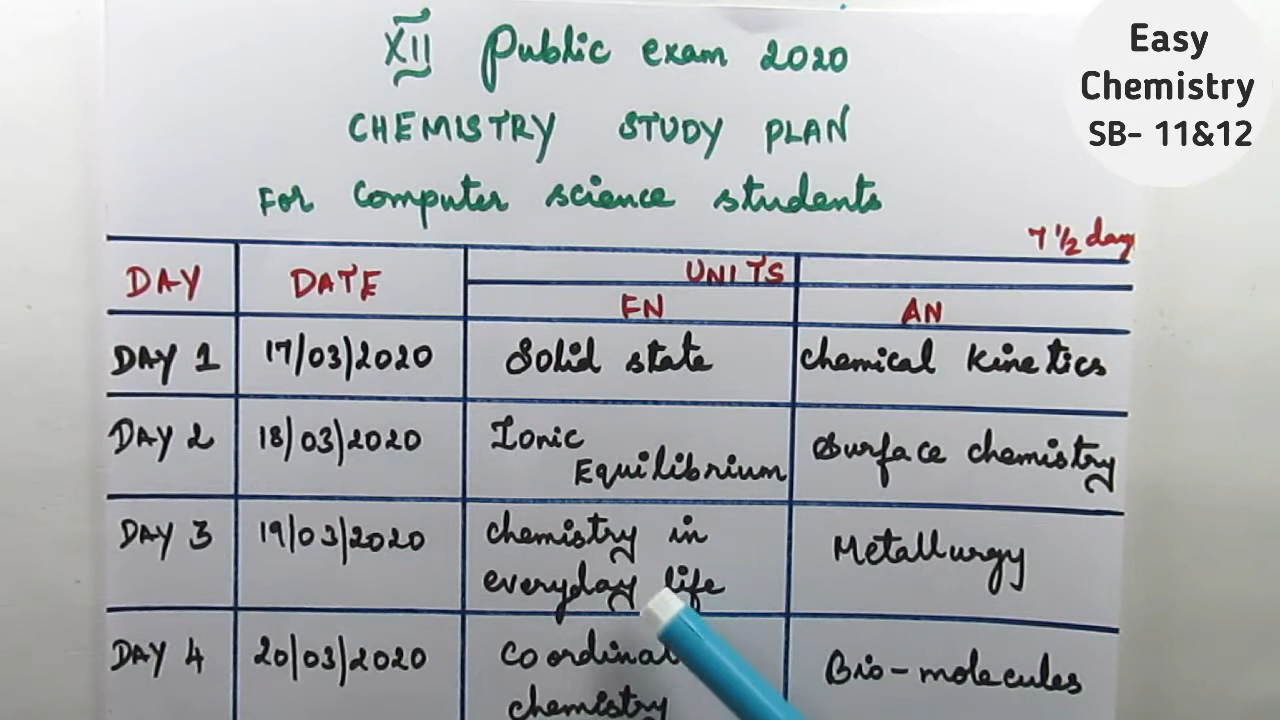 XII Public exam 2020
CHEMISTRY STUDY PLAN
For Computer science students
Easy
Chemistry
SB- 11&12
7 1/2 day
DAY DATE UNITS
FN AN
DAY 1 17/03/2020 Solid state Chemical Kinetics
DAY 2 18/03/2020 Ionic Equilibrium Surface chemistry
DAY 3 19/03/2020 chemistry in everyday life Metallurgy
DAY 4 20/03/2020 coordinat chemistry Bio-molecules